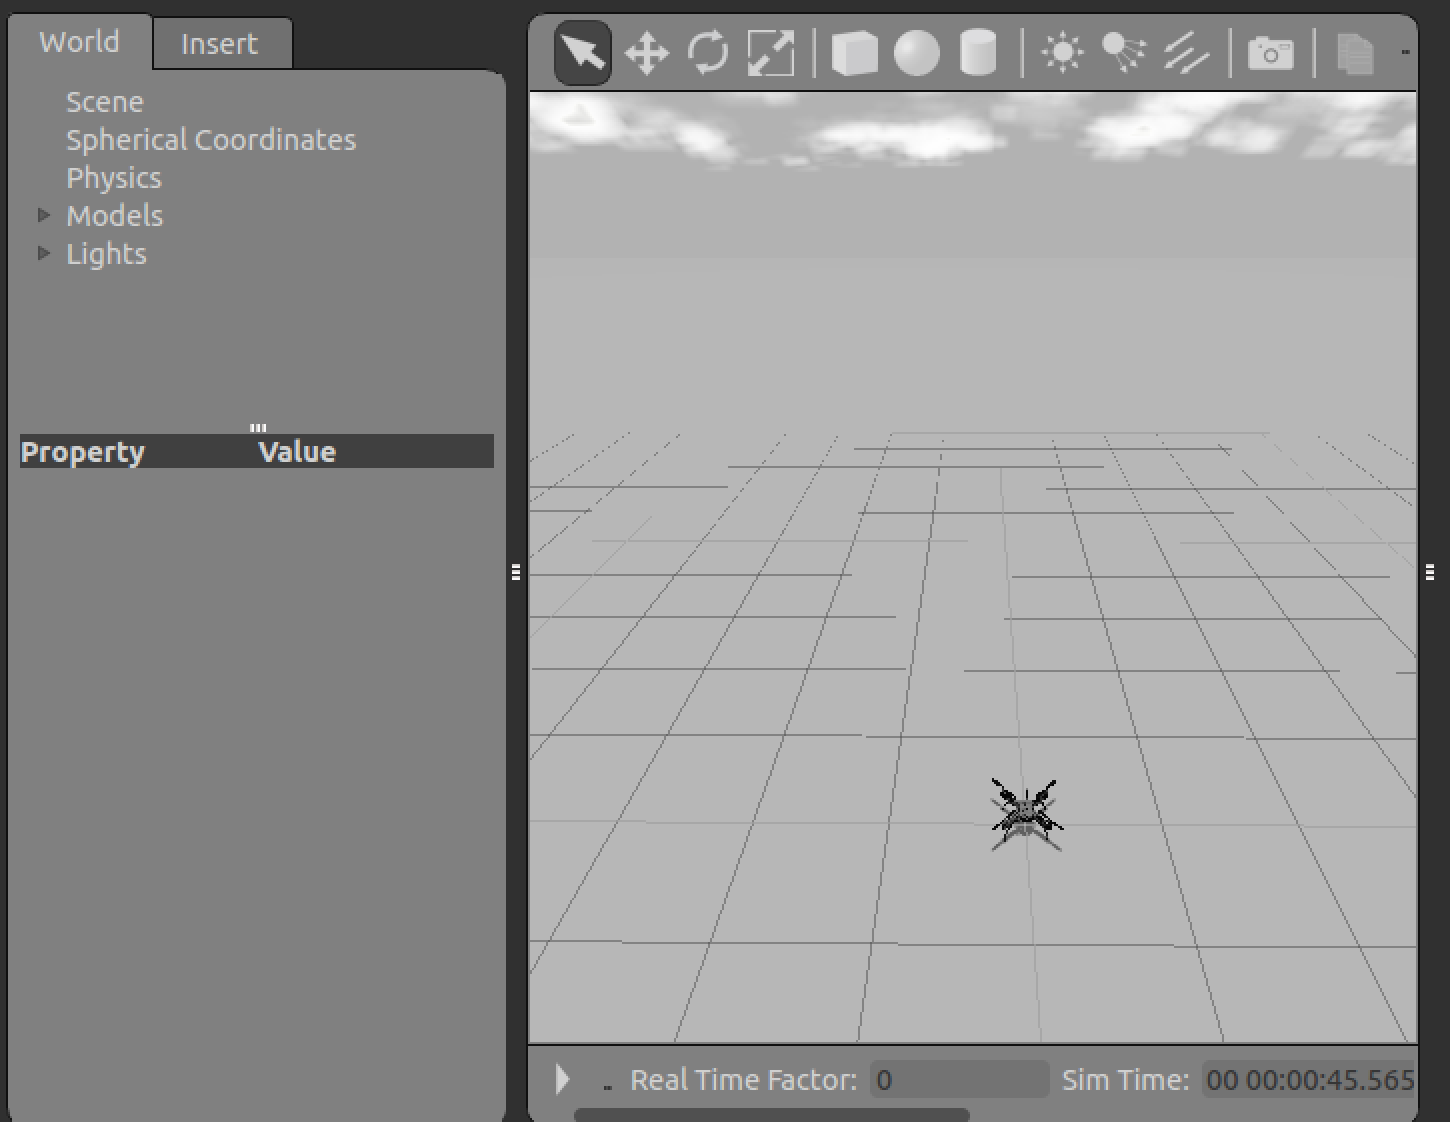 World Insert
Scene
Spherical Coordinates
Physics
Models
Lights
Property Value
Real Time Factor: 0 Sim Time: 00 00:00:45.565